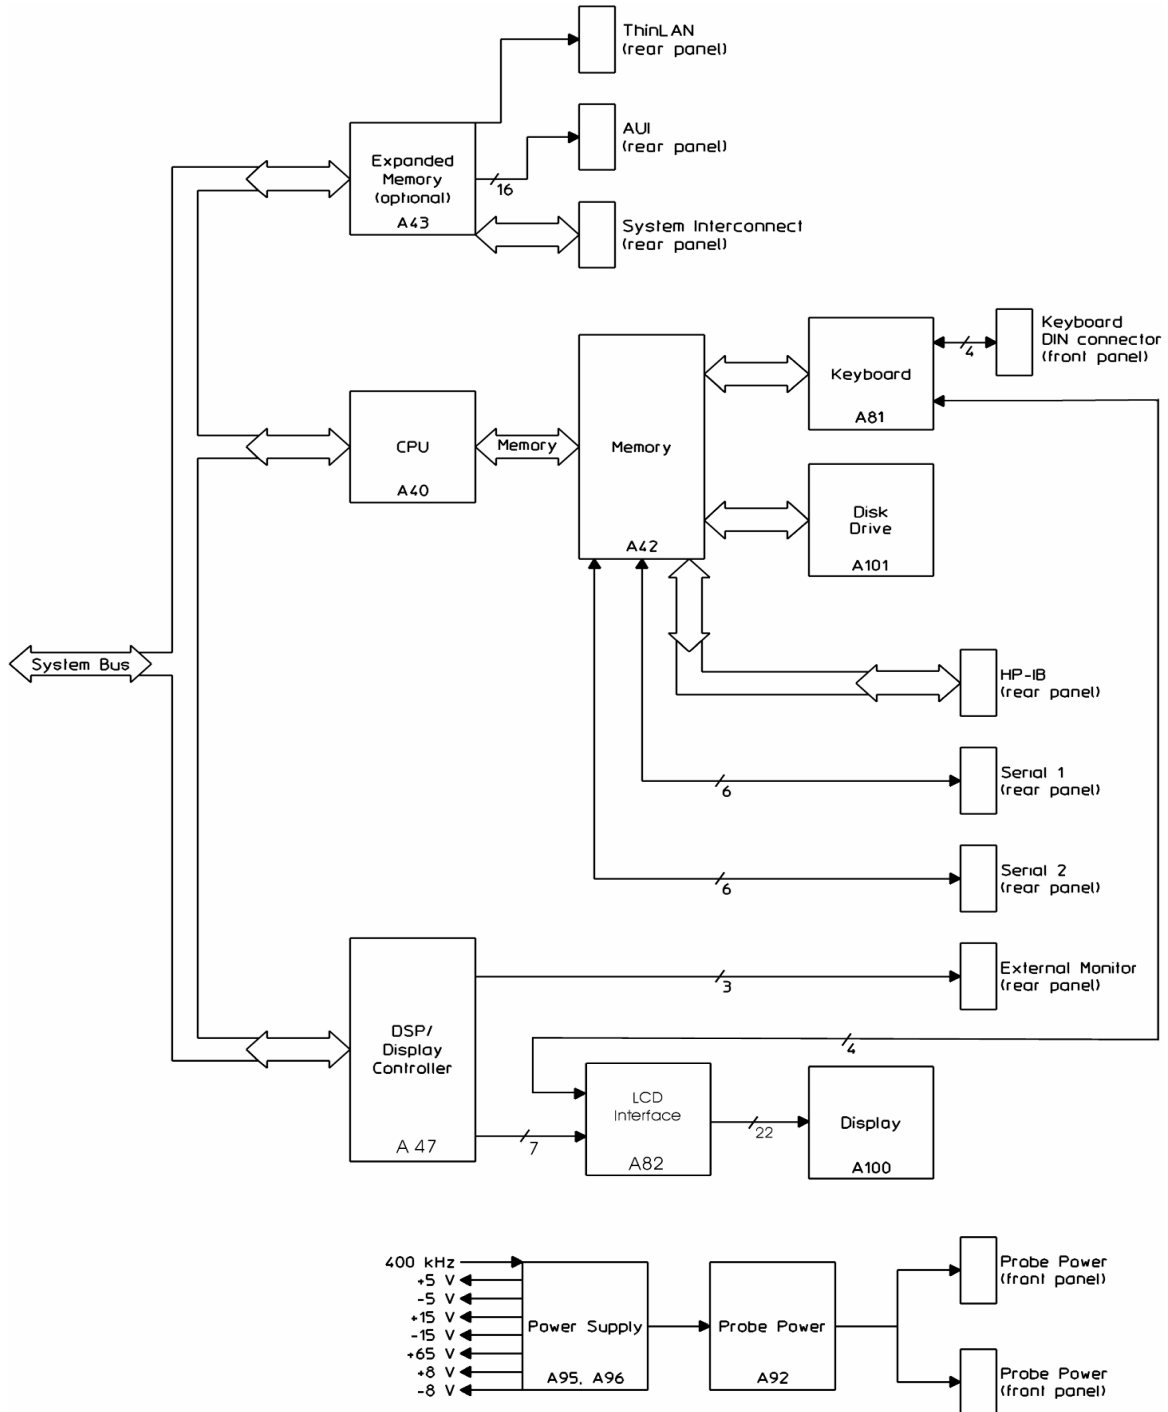 ThinLAN
(rear panel)
AUI
(rear panel)
Expanded
Memory
(optional)
A43
16
System Interconnect
(rear panel)
Keyboard
DIN connector
(front panel)
4
Keyboard
A81
CPU
A40
Memory
Memory
A42
Disk
Drive
A101
System Bus
HP-IB
(rear panel)
Serial 1
(rear panel)
6
Serial 2
(rear panel)
6
External Monitor
(rear panel)
3
DSP/
Display
Controller
A 47
4
LCD
Interface
A82
7
22
Display
A100
400 kHz
+5 V
-5 V
+15 V
-15 V
+65 V
+8 V
-8 V
Power Supply
A95, A96
Probe Power
A92
Probe Power
(front panel)
Probe Power
(front panel)